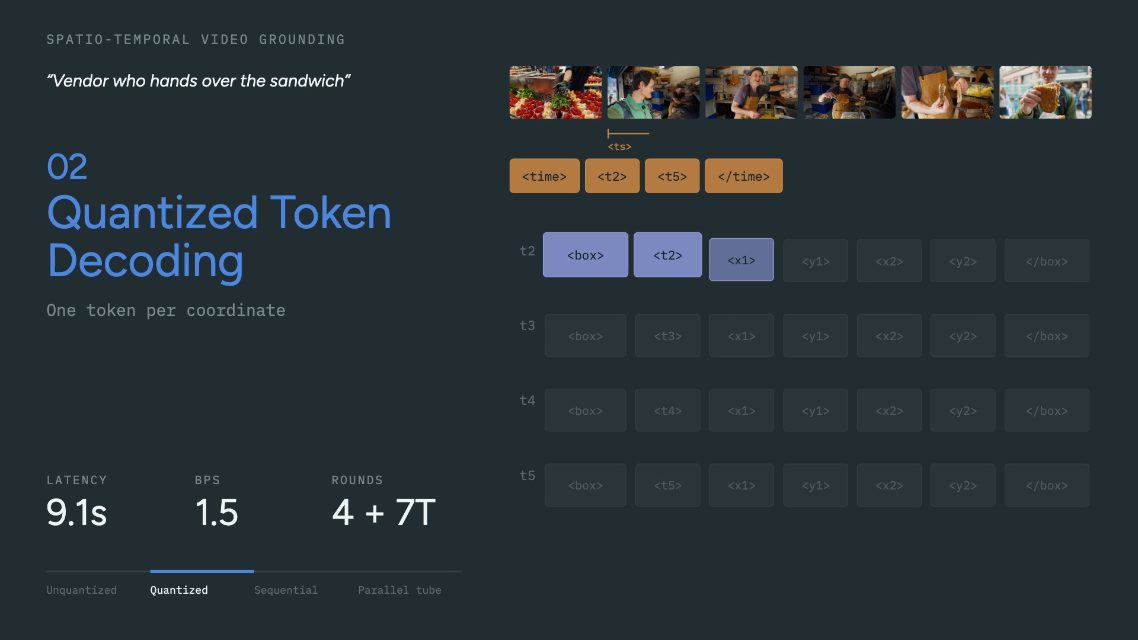 SPATIO-TEMPORAL VIDEO GROUNDING
“Vendor who hands over the sandwich”
02
Quantized Token
Decoding
One token per coordinate
LATENCY BPS ROUNDS
9.1s 1.5 4 + 7T
Unquantized Quantized Sequential Parallel tube
<ts>
<time> <t2> <t5> </time>
t2 <box> <t2> <x1> <y1> <x2> <y2> </box>
t3 <box> <t3> <x1> <y1> <x2> <y2> </box>
t4 <box> <t4> <x1> <y1> <x2> <y2> </box>
t5 <box> <t5> <x1> <y1> <x2> <y2> </box>